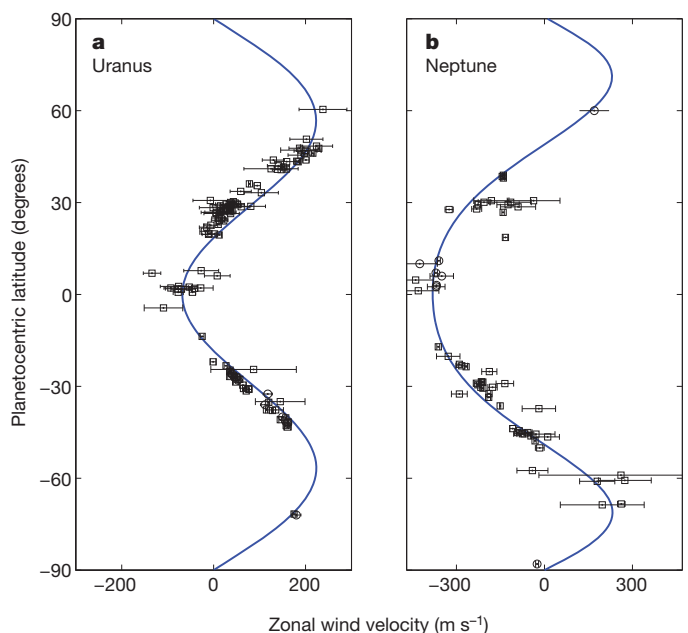 a
Uranus
b
Neptune
90
60
30
0
−30
−60
−90
Planetocentric latitude (degrees)
−200
0
200
−300
0
300
Zonal wind velocity (m s⁻¹)